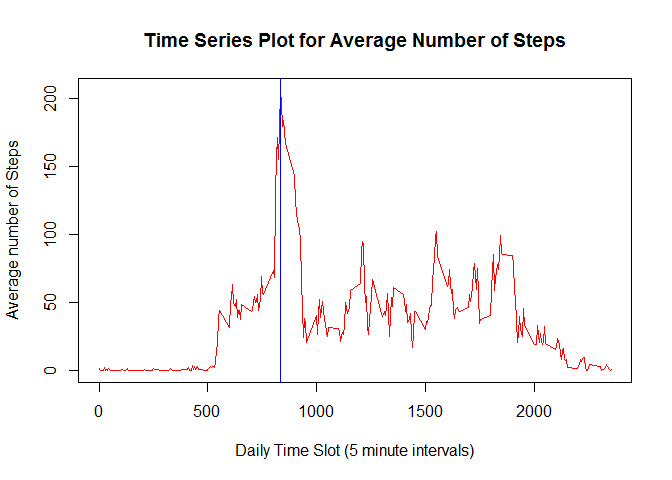 Time Series Plot for Average Number of Steps
Average number of Steps
200
150
100
50
0
0 500 1000 1500 2000
Daily Time Slot (5 minute intervals)